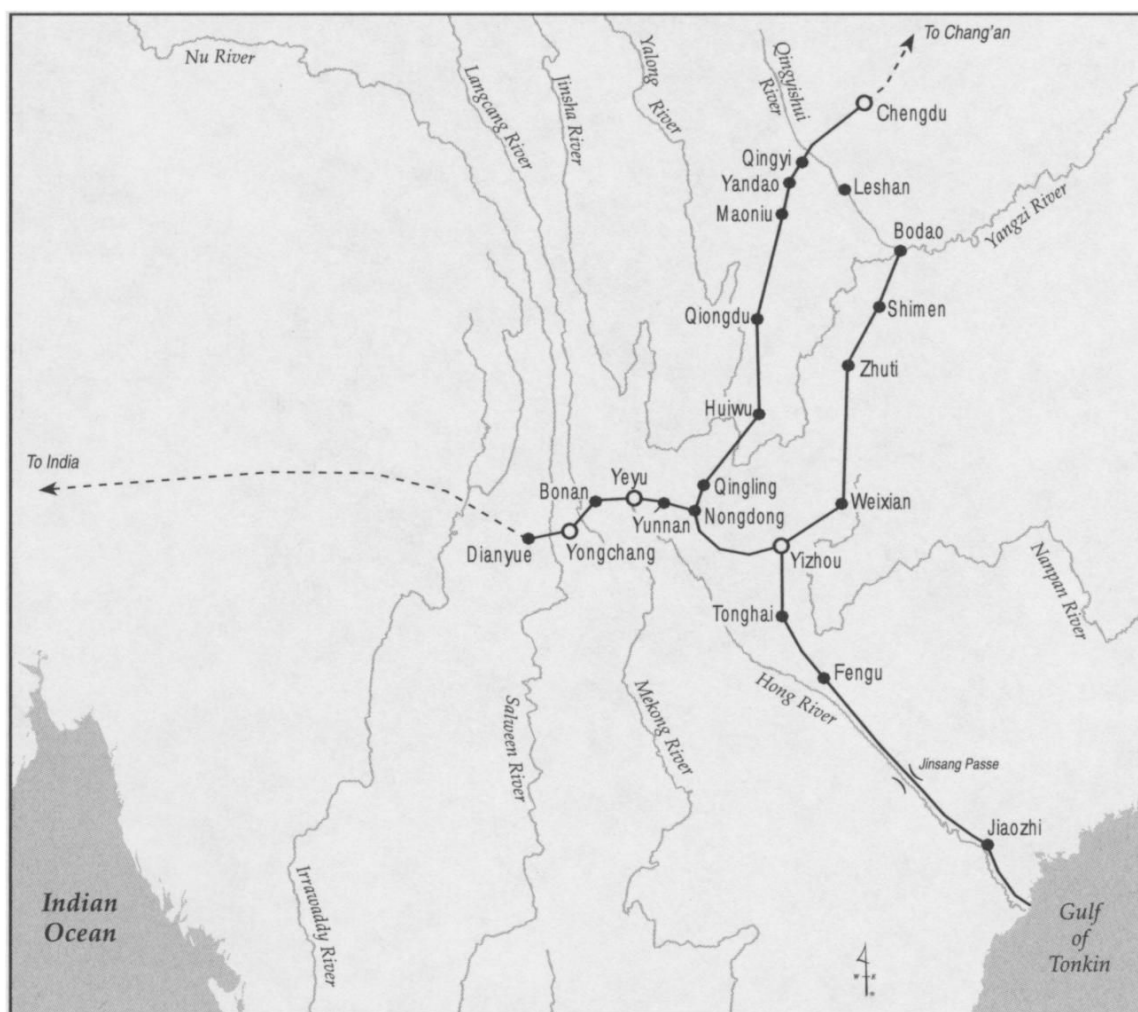 To Chang'an
Nu River
Langcang River
Jinsha River
Yalong
River
Qingyishui
River
Chengdu
Qingyi
Yandao
Leshan
Maoniu
Bodao
Yangzi River
Qiongdu
Shimen
Zhuti
Huiwu
To India
Yeyu
Qingling
Bonan
Weixian
Yunnan
Nongdong
Dianyue
Yongchang
Yizhou
Nanpan River
Tonghai
Fengu
Hong River
Salween River
Mekong River
Jinsang Passe
Jiaozhi
Irrawaddy River
Indian
Ocean
Gulf
of
Tonkin